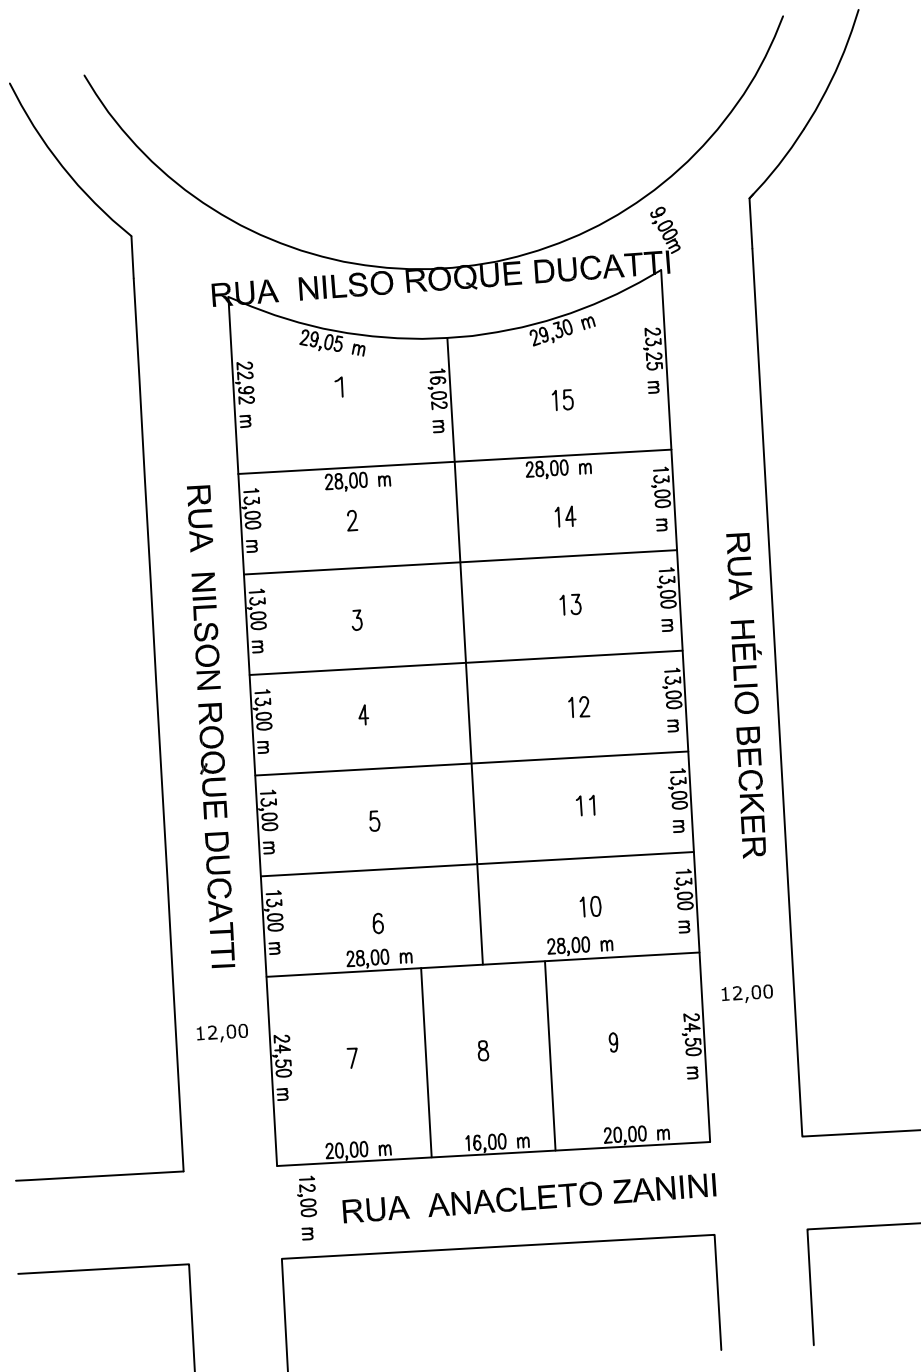 9,00m
RUA NILSO ROQUE DUCATTI
29,05 m
29,30 m
22,92 m
1
16,02 m
15
23,25 m
28,00 m
28,00 m
13,00 m
2
14
13,00 m
13,00 m
3
13
13,00 m
13,00 m
4
12
13,00 m
13,00 m
5
11
13,00 m
13,00 m
6
10
13,00 m
28,00 m
28,00 m
RUA NILSON ROQUE DUCATTI
RUA HÉLIO BECKER
12,00
12,00
24,50 m
7
8
9
24,50 m
20,00 m
16,00 m
20,00 m
12,00 m
RUA ANACLETO ZANINI